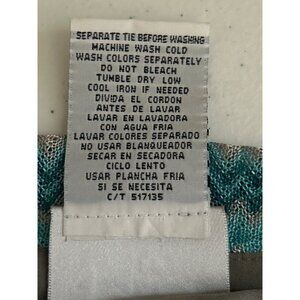 SEPARATE TIE BEFORE WASHING
MACHINE WASH COLD
WASH COLORS SEPARATELY
DO NOT BLEACH
TUMBLE DRY LOW
COOL IRON IF NEEDED
DIVIDA EL CORDON
ANTES DE LAVAR
LAVAR EN LAVADORA
CON AGUA FRIA
LAVAR COLORES SEPARADO
NO USAR BLANQUEADOR
SECAR EN SECADORA
CICLO LENTO
USAR PLANCHA FRIA
SI SE NECESITA
C/T 517135